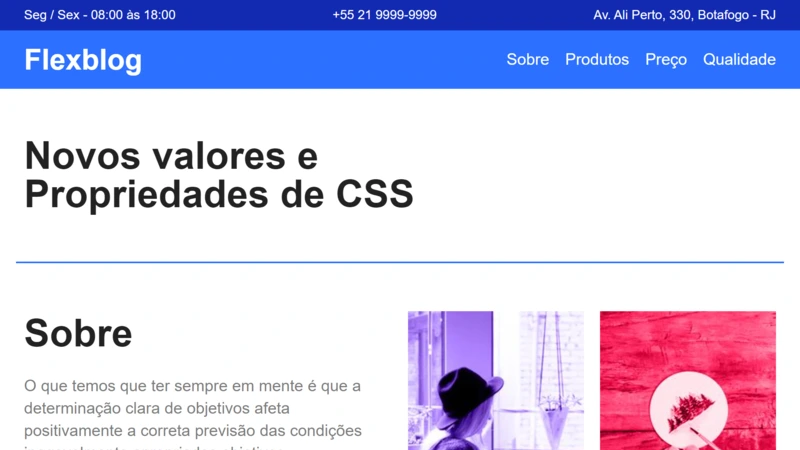 Seg / Sex - 08:00 às 18:00
+55 21 9999-9999
Av. Ali Perto, 330, Botafogo - RJ
Flexblog
Sobre
Produtos
Preço
Qualidade
Novos valores e
Propriedades de CSS
Sobre
O que temos que ter sempre em mente é que a
determinação clara de objetivos afeta
positivamente a correta previsão das condições